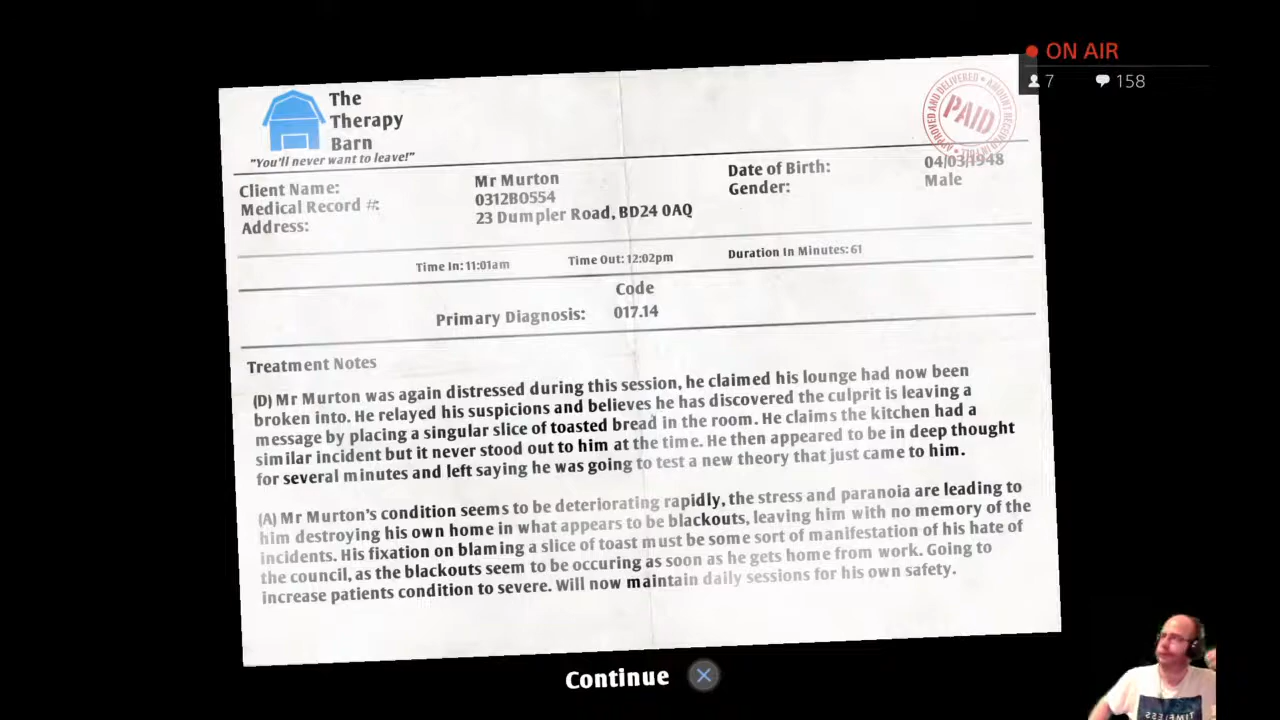 ON AIR
7 158
The
Therapy
Barn
"You'll never want to leave!"
APPROVED AND DELIVERED • AMOUNT RECEIVED IN FULL •
PAID
Client Name: Mr Murton Date of Birth: 04/03/1948
Medical Record #: 0312B0554 Gender: Male
Address: 23 Dumpler Road, BD24 0AQ
Time In: 11:01am Time Out: 12:02pm Duration In Minutes: 61
Code
Primary Diagnosis: 017.14
Treatment Notes
(D) Mr Murton was again distressed during this session, he claimed his lounge had now been
broken into. He relayed his suspicions and believes he has discovered the culprit is leaving a
message by placing a singular slice of toasted bread in the room. He claims the kitchen had a
similar incident but it never stood out to him at the time. He then appeared to be in deep thought
for several minutes and left saying he was going to test a new theory that just came to him.
(A) Mr Murton's condition seems to be deteriorating rapidly, the stress and paranoia are leading to
him destroying his own home in what appears to be blackouts, leaving him with no memory of the
incidents. His fixation on blaming a slice of toast must be some sort of manifestation of his hate of
the council, as the blackouts seem to be occuring as soon as he gets home from work. Going to
increase patients condition to severe. Will now maintain daily sessions for his own safety.
Continue
TIMELESS